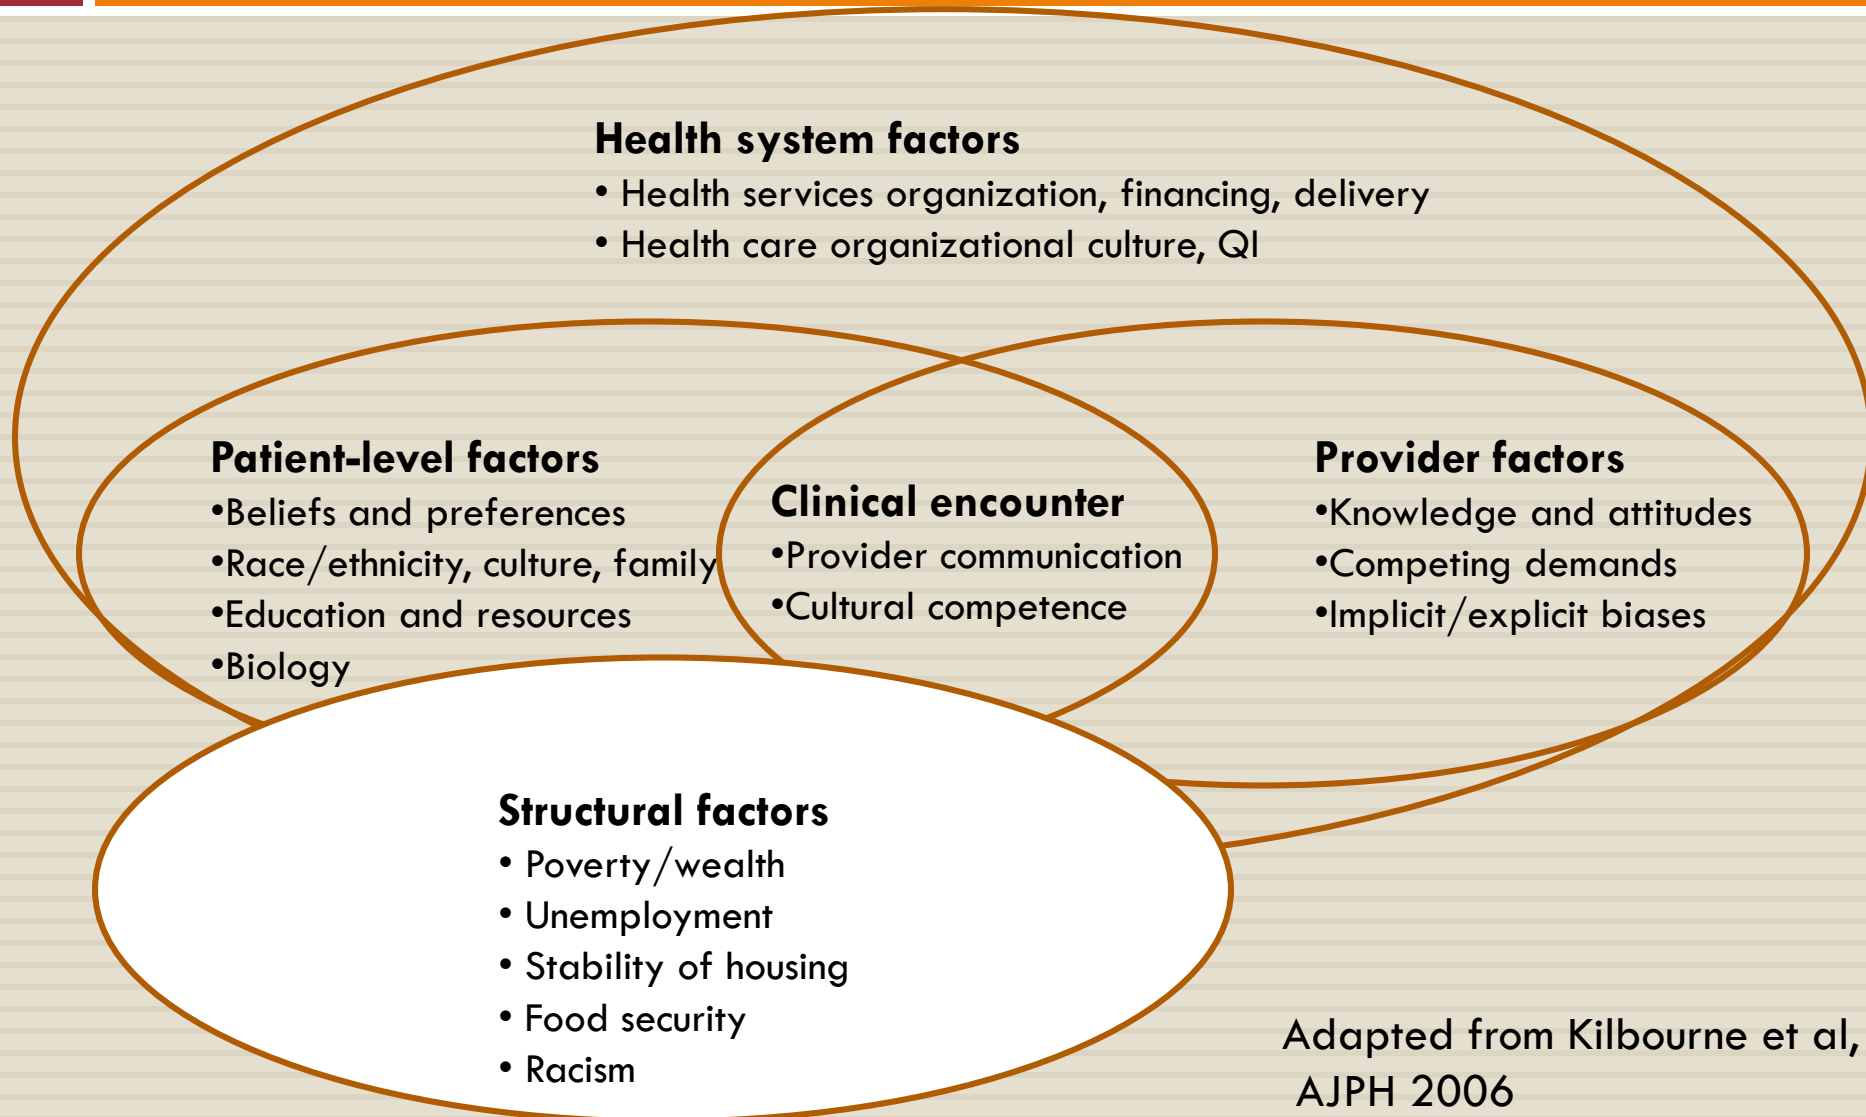 Health system factors
• Health services organization, financing, delivery
• Health care organizational culture, QI
Patient-level factors
•Beliefs and preferences
•Race/ethnicity, culture, family
•Education and resources
•Biology
Clinical encounter
•Provider communication
•Cultural competence
Provider factors
•Knowledge and attitudes
•Competing demands
•Implicit/explicit biases
Structural factors
• Poverty/wealth
• Unemployment
• Stability of housing
• Food security
• Racism
Adapted from Kilbourne et al,
AJPH 2006